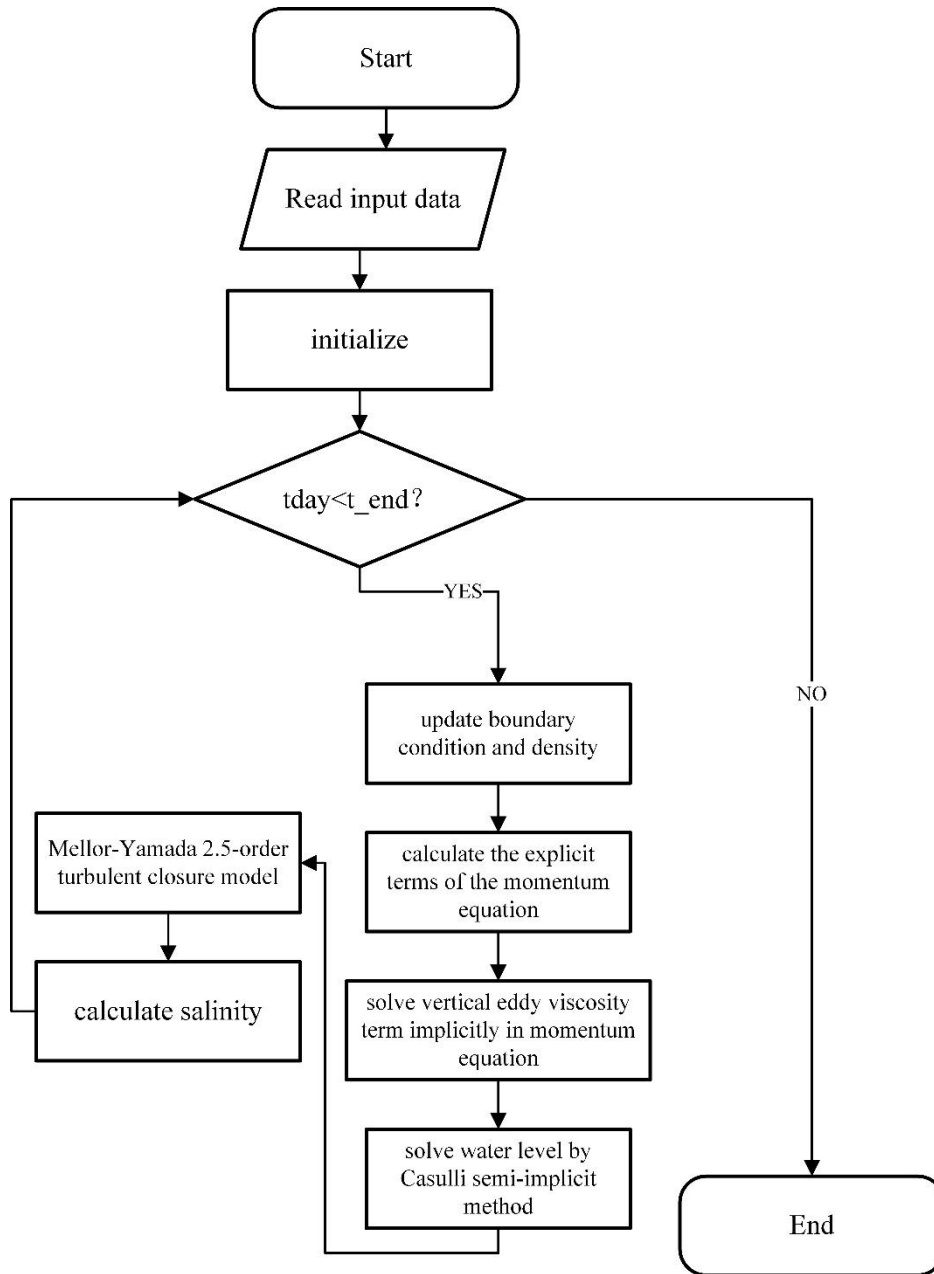 Start
Read input data
initialize
tday<t_end？
YES
NO
update boundary
condition and density
calculate the explicit
terms of the momentum
equation
solve vertical eddy viscosity
term implicitly in momentum
equation
solve water level by
Casulli semi-implicit
method
Mellor-Yamada 2.5-order
turbulent closure model
calculate salinity
End